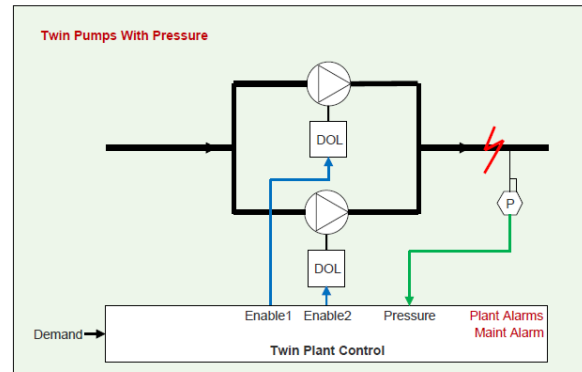 Twin Pumps With Pressure
DOL
DOL
P
Enable1 Enable2 Pressure Plant Alarms
Maint Alarm
Demand
Twin Plant Control